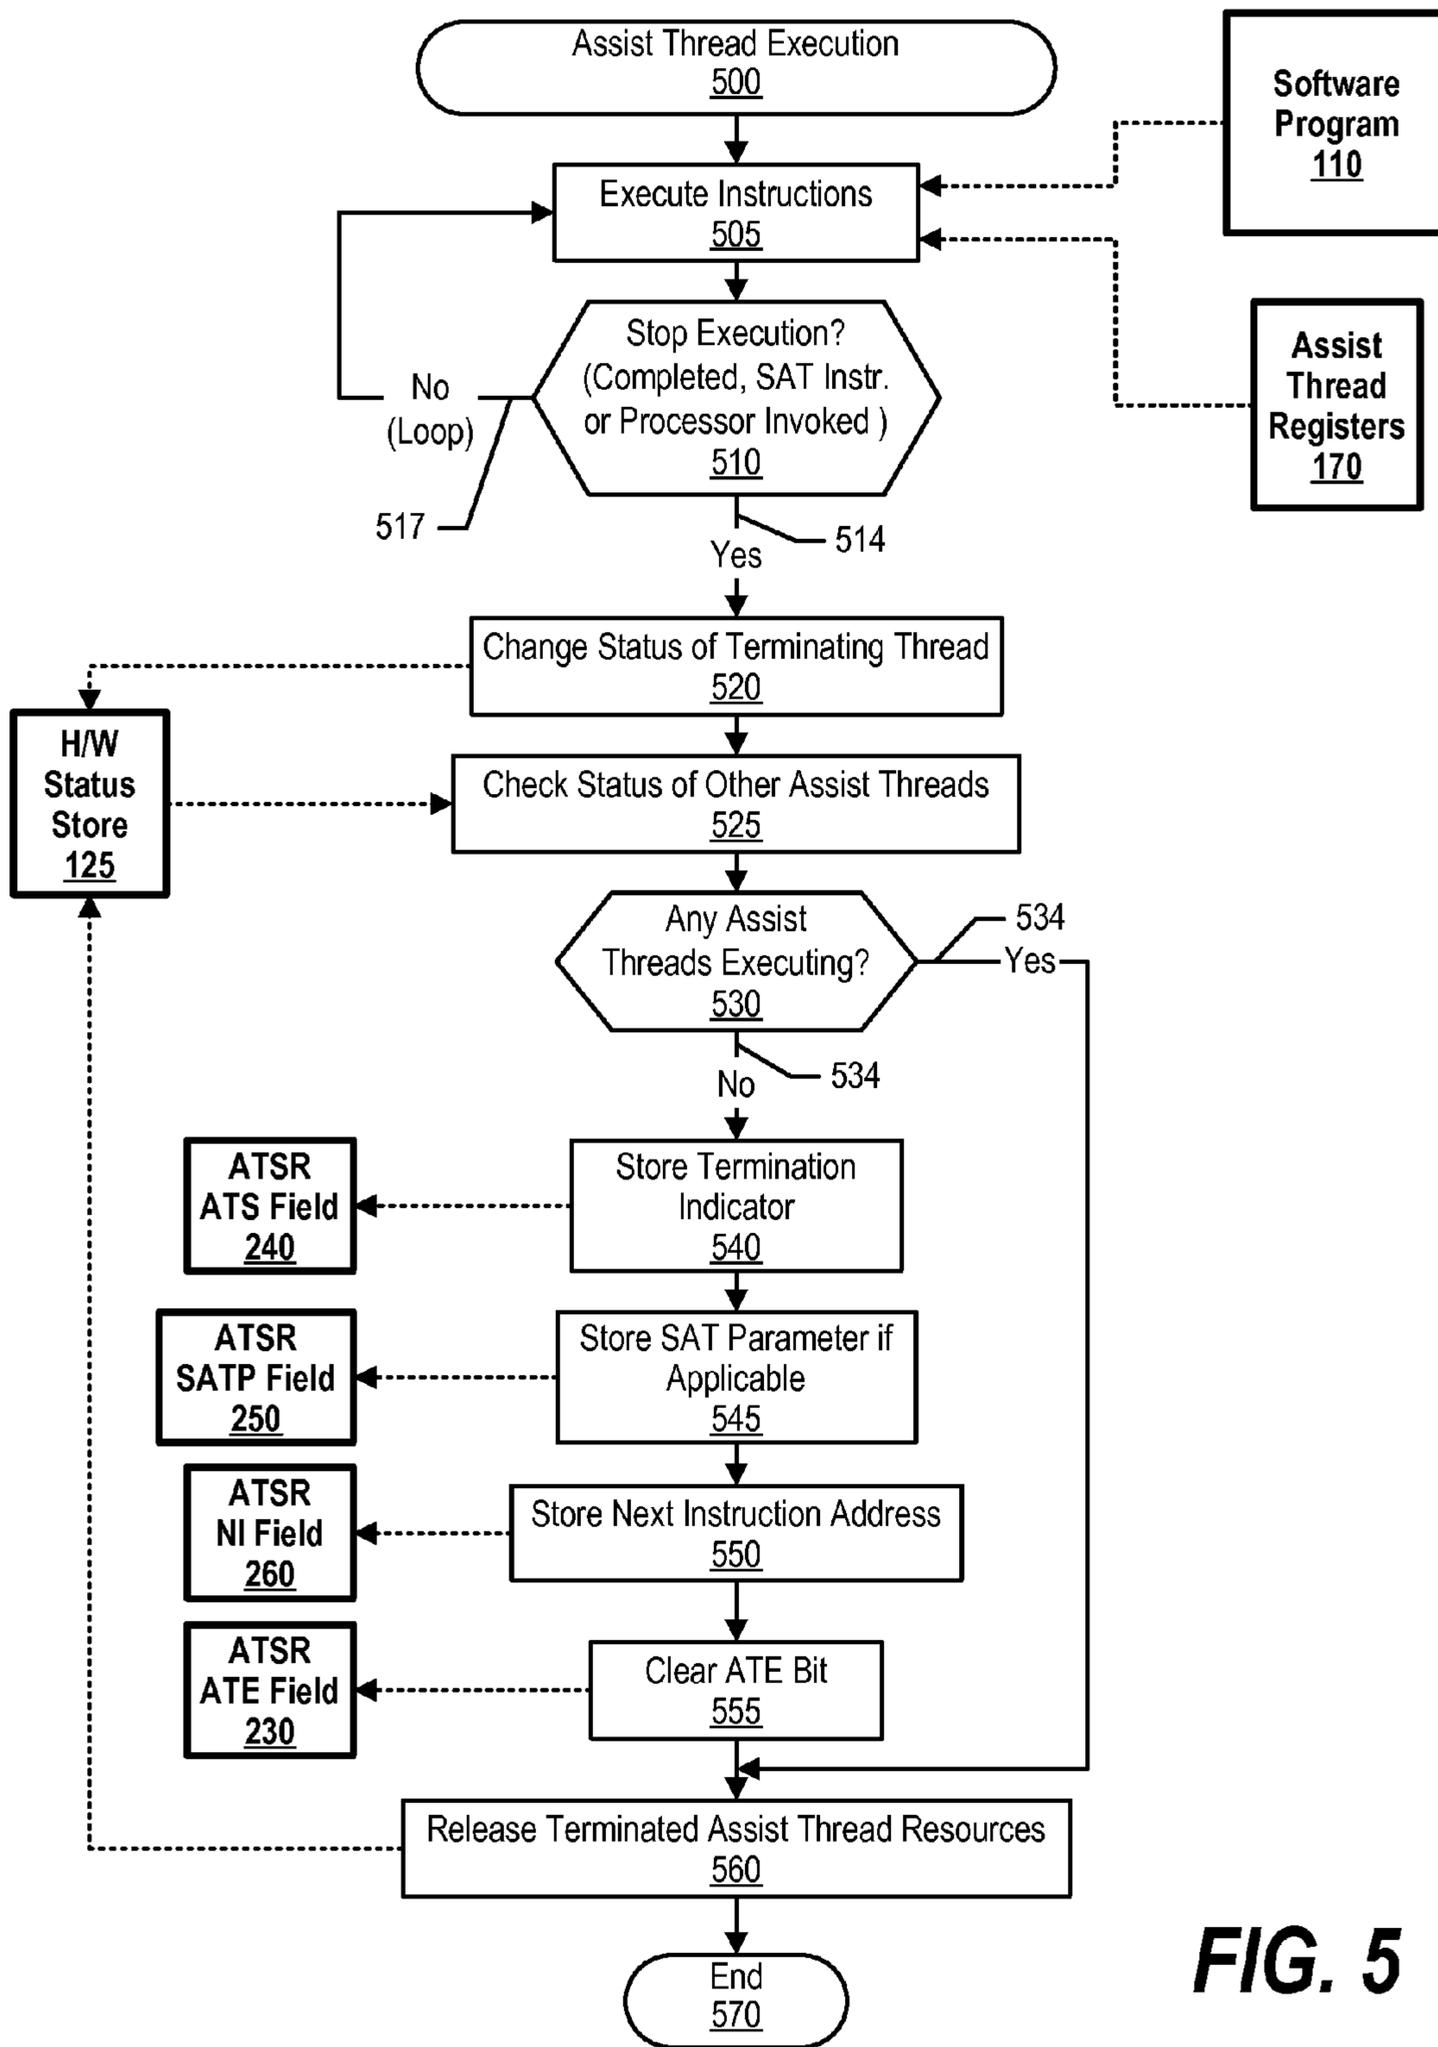 Assist Thread Execution
500
Software
Program
110
Execute Instructions
505
Stop Execution?
(Completed, SAT Instr.
or Processor Invoked )
510
No
(Loop)
517
514
Yes
Assist
Thread
Registers
170
Change Status of Terminating Thread
520
H/W
Status
Store
125
Check Status of Other Assist Threads
525
Any Assist
Threads Executing?
530
534
Yes
534
No
ATSR
ATS Field
240
Store Termination
Indicator
540
ATSR
SATP Field
250
Store SAT Parameter if
Applicable
545
ATSR
NI Field
260
Store Next Instruction Address
550
ATSR
ATE Field
230
Clear ATE Bit
555
Release Terminated Assist Thread Resources
560
End
570
FIG. 5